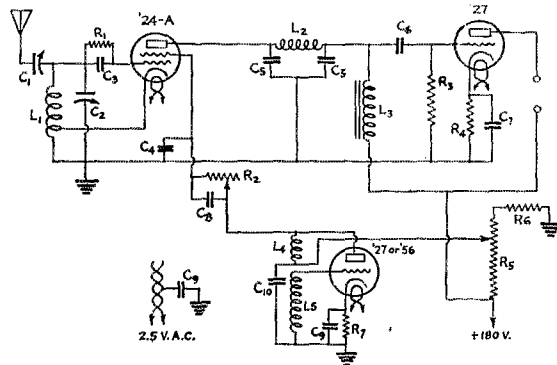 '24-A
L2
C6
'27
R1
C1
C3
C5
C5
L1
C2
L3
R3
R4
C7
C4
R2
C8
R6
L4
'27 or '56
R5
C10
L5
C9
C9
R7
2.5 V. A.C.
+180 V.